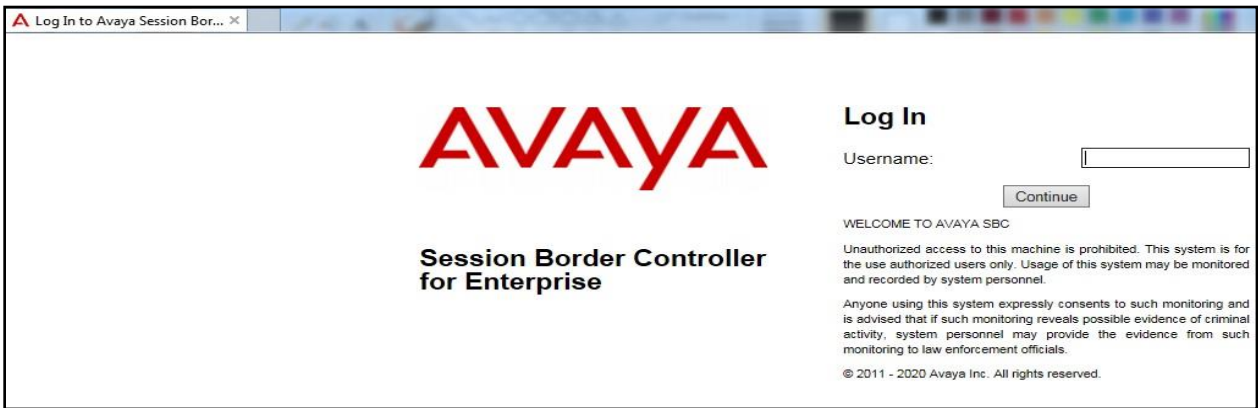 Log In to Avaya Session Bor...
AVAYA
Session Border Controller
for Enterprise
Log In
Username:
Continue
WELCOME TO AVAYA SBC
Unauthorized access to this machine is prohibited. This system is for
the use authorized users only. Usage of this system may be monitored
and recorded by system personnel.
Anyone using this system expressly consents to such monitoring and
is advised that if such monitoring reveals possible evidence of criminal
activity, system personnel may provide the evidence from such
monitoring to law enforcement officials.
© 2011 - 2020 Avaya Inc. All rights reserved.